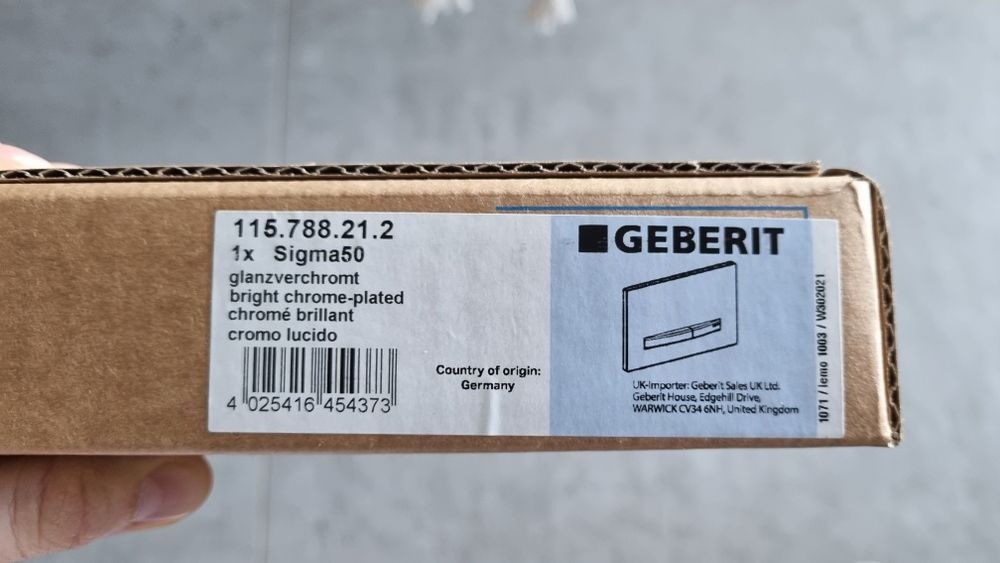 115.788.21.2
1x Sigma50
glanzverchromt
bright chrome-plated
chromé brillant
cromo lucido
4 025416 454373
Country of origin:
Germany
GEBERIT
UK-Importer: Geberit Sales UK Ltd.
Geberit House, Edgehill Drive,
WARWICK CV34 6NH, United Kingdom
1071 / lemo 1003 / W302021